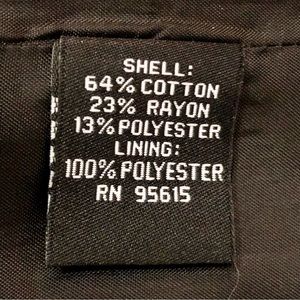 SHELL:
64% COTTON
23% RAYON
13% POLYESTER
LINING:
100% POLYESTER
RN 95615